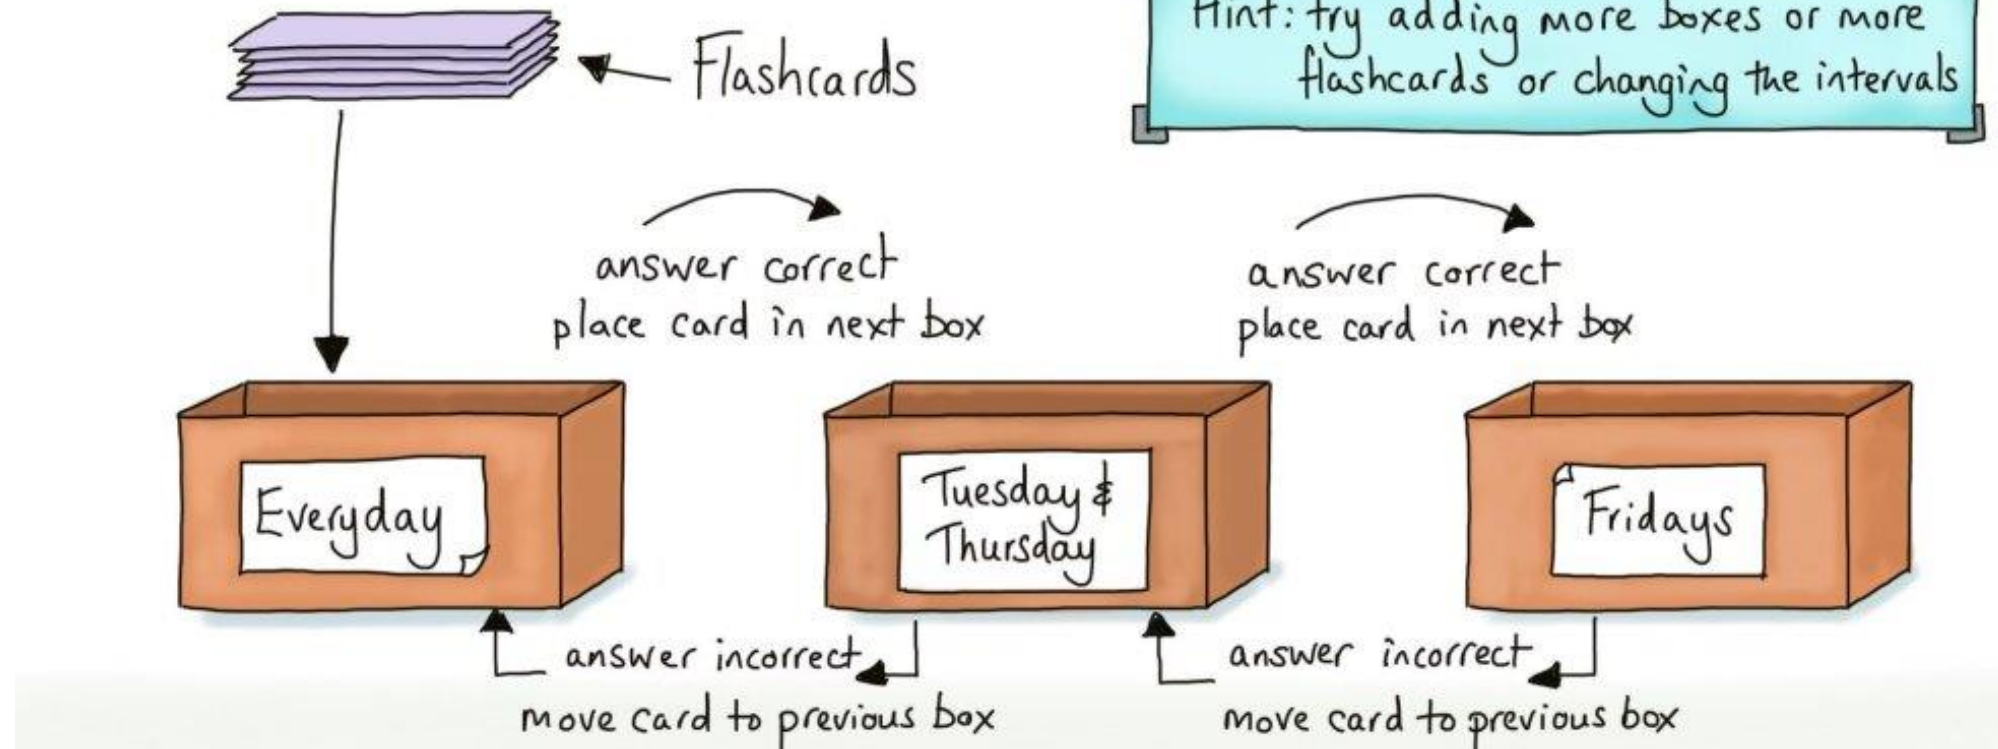 Flashcards
Hint: try adding more boxes or more
flashcards or changing the intervals
answer correct
place card in next box
answer correct
place card in next box
Everyday
Tuesday &
Thursday
Fridays
answer incorrect
move card to previous box
answer incorrect
move card to previous box